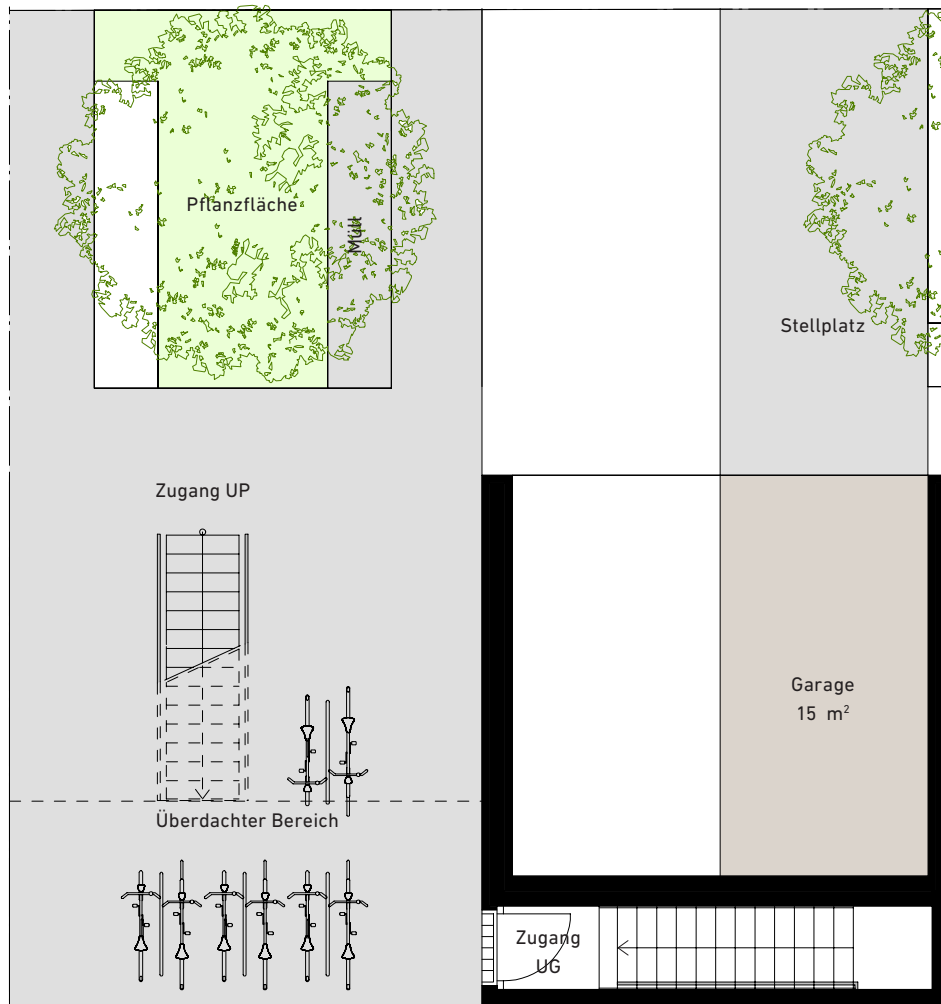 Pflanzfläche
Müll
Stellplatz
Zugang UP
Garage
15 m²
Überdachter Bereich
Zugang
UG